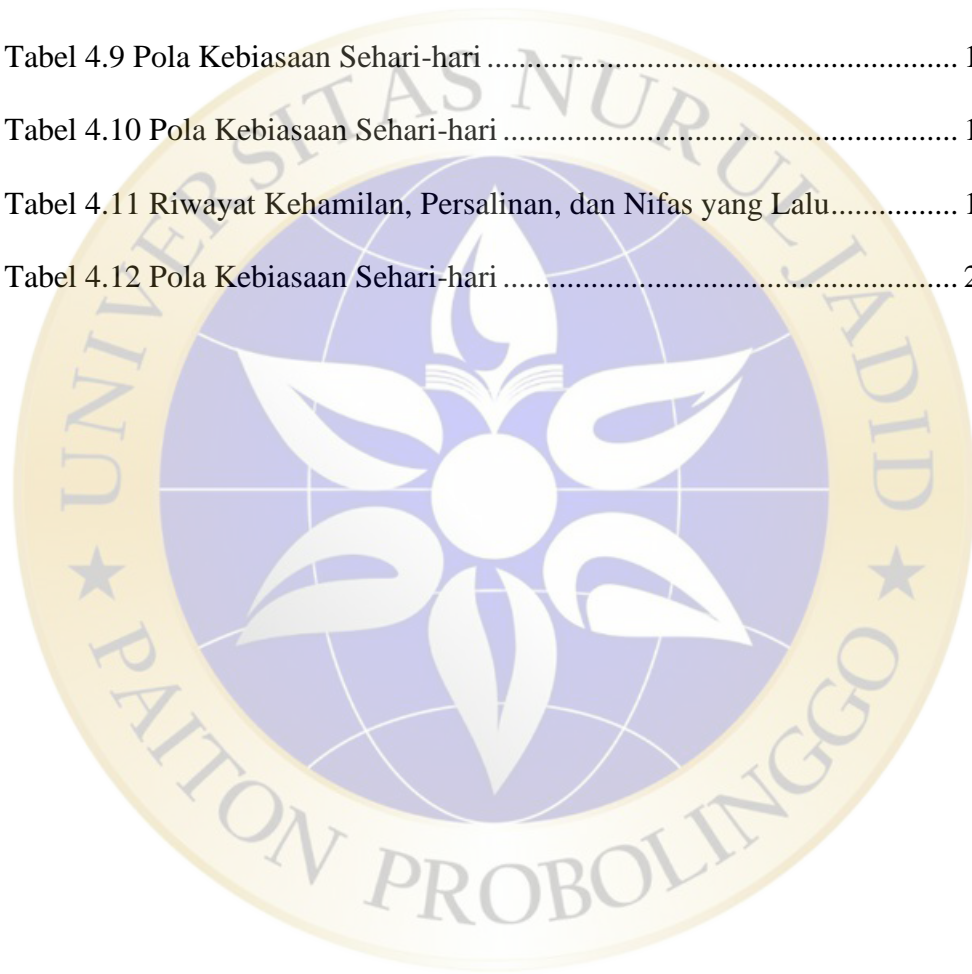 Tabel 4.9 Pola Kebiasaan Sehari-hari ......................................................... 1
Tabel 4.10 Pola Kebiasaan Sehari-hari ....................................................... 1
Tabel 4.11 Riwayat Kehamilan, Persalinan, dan Nifas yang Lalu............... 1
Tabel 4.12 Pola Kebiasaan Sehari-hari ....................................................... 2
UNIVERSITAS NURUL JADID
★ PAITON PROBOLINGGO ★